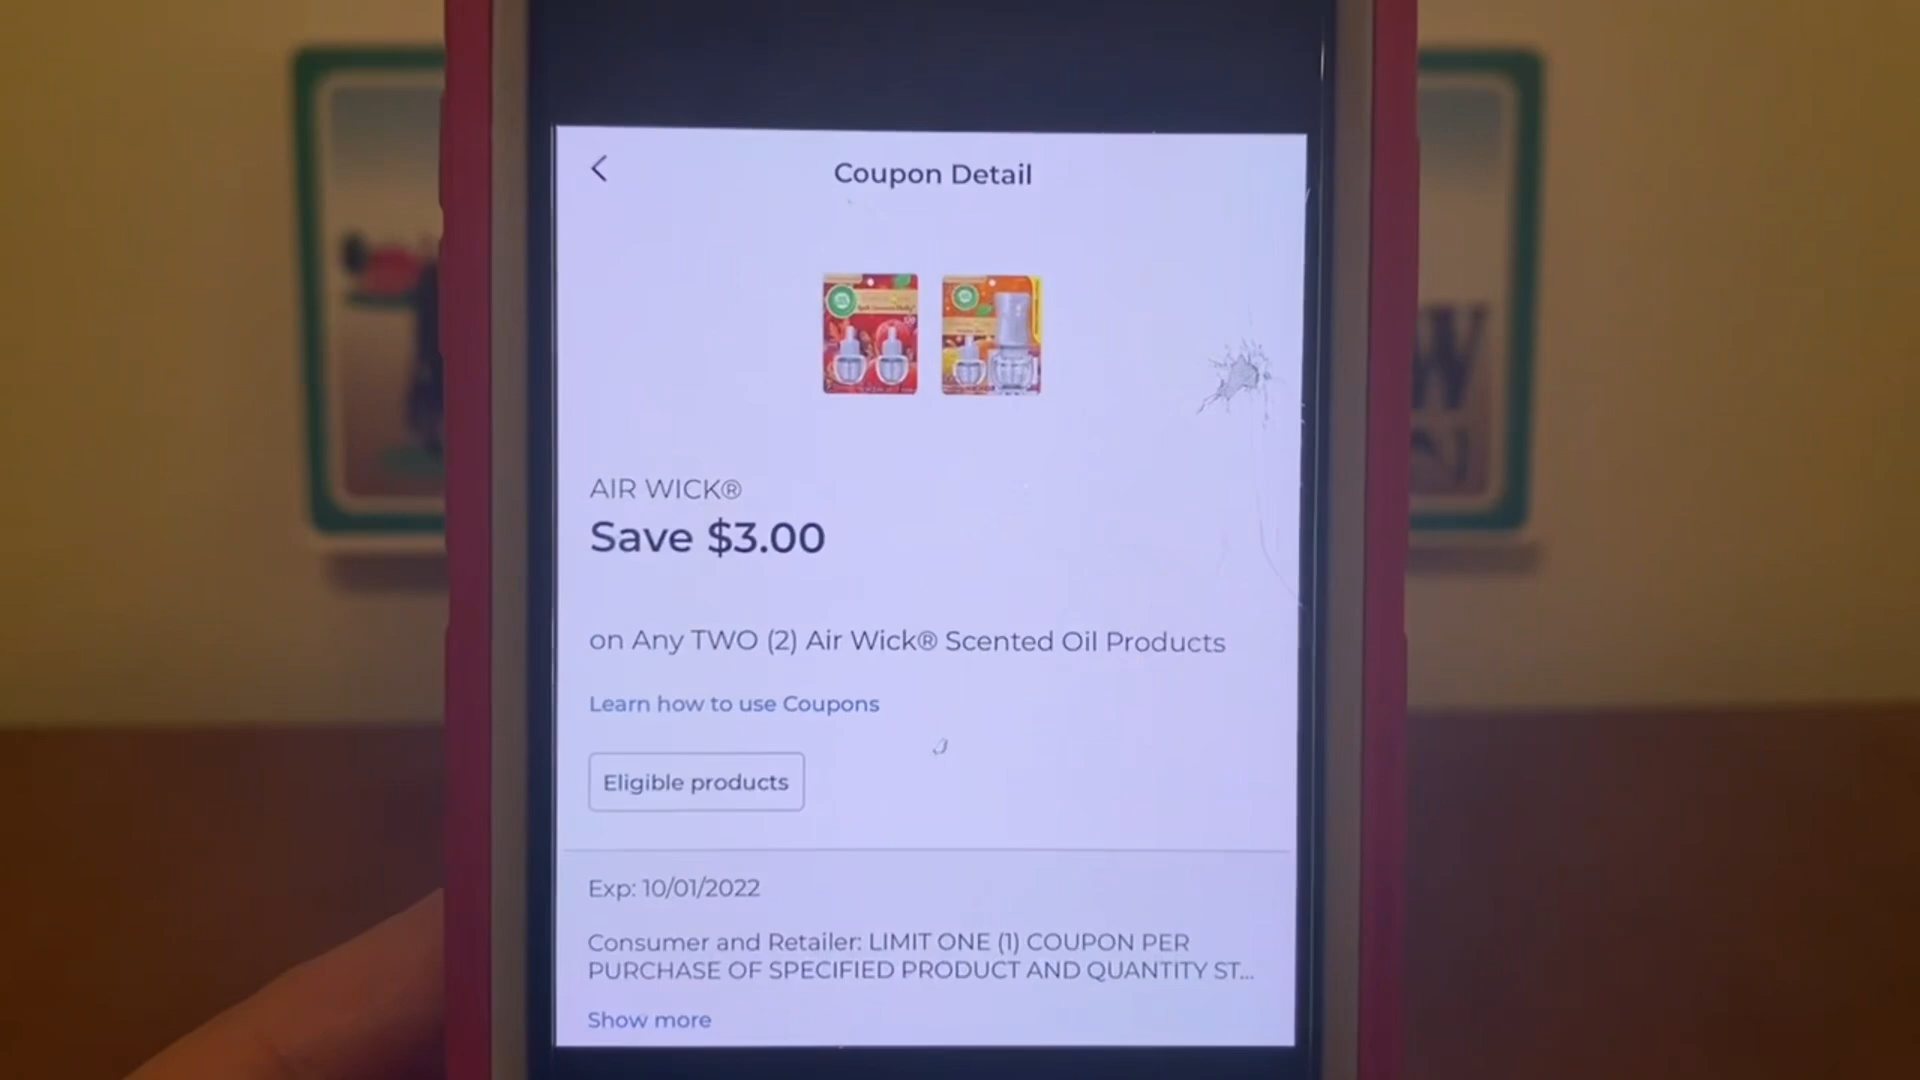 Coupon Detail
AIR WICK®
Save $3.00
on Any TWO (2) Air Wick® Scented Oil Products
Learn how to use Coupons
Eligible products
Exp: 10/01/2022
Consumer and Retailer: LIMIT ONE (1) COUPON PER
PURCHASE OF SPECIFIED PRODUCT AND QUANTITY ST...
Show more